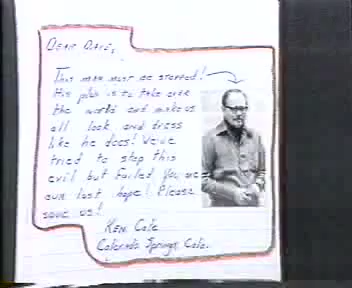 DEAR DAVE,
This man must be stopped!
His plan is to take over
the world and make us
all look and dress
like he does! We've
tried to stop this
evil but failed. You are
our last hope! Please
save us!
KEN COLE
Colorado Springs, Colo.